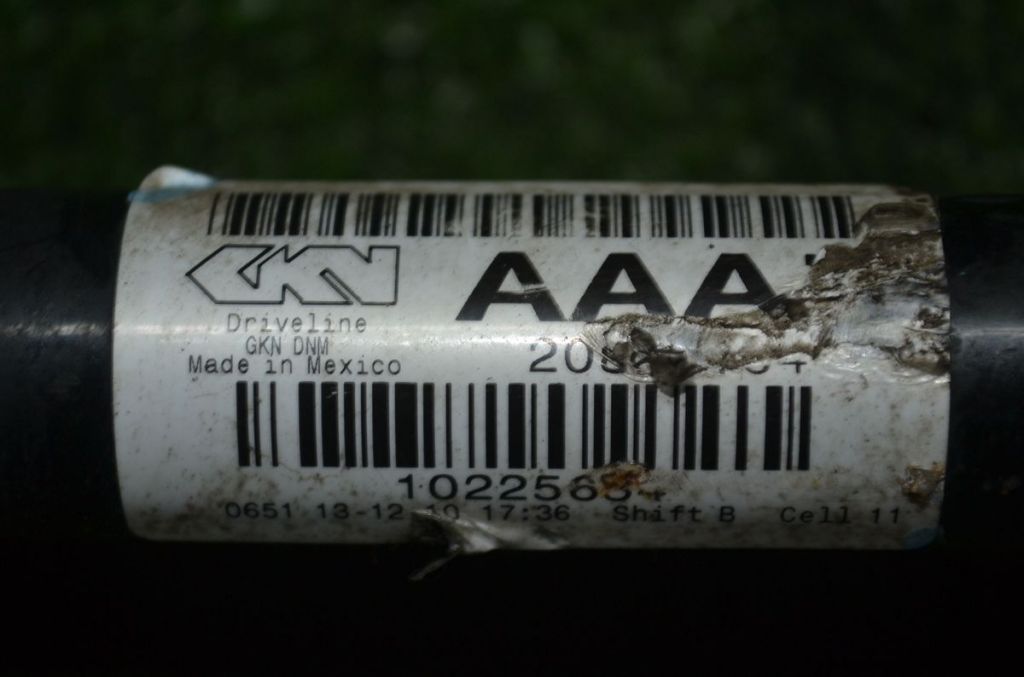 GKN
AAA
Driveline
GKN DNM
Made in Mexico
0651 13-12-10 17:36 Shift B Cell 11